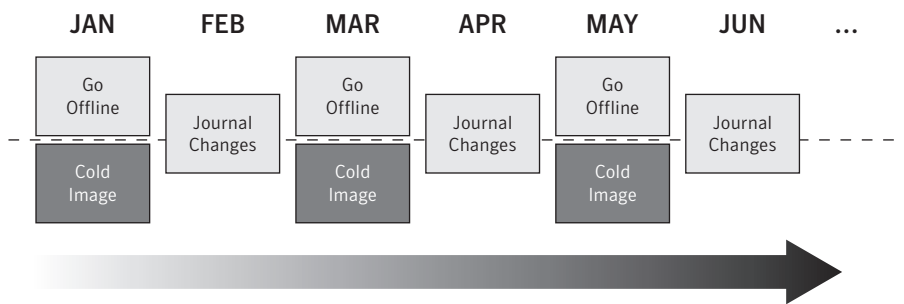 JAN FEB MAR APR MAY JUN ...
Go
Offline
Cold
Image
Journal
Changes
Go
Offline
Cold
Image
Journal
Changes
Go
Offline
Cold
Image
Journal
Changes